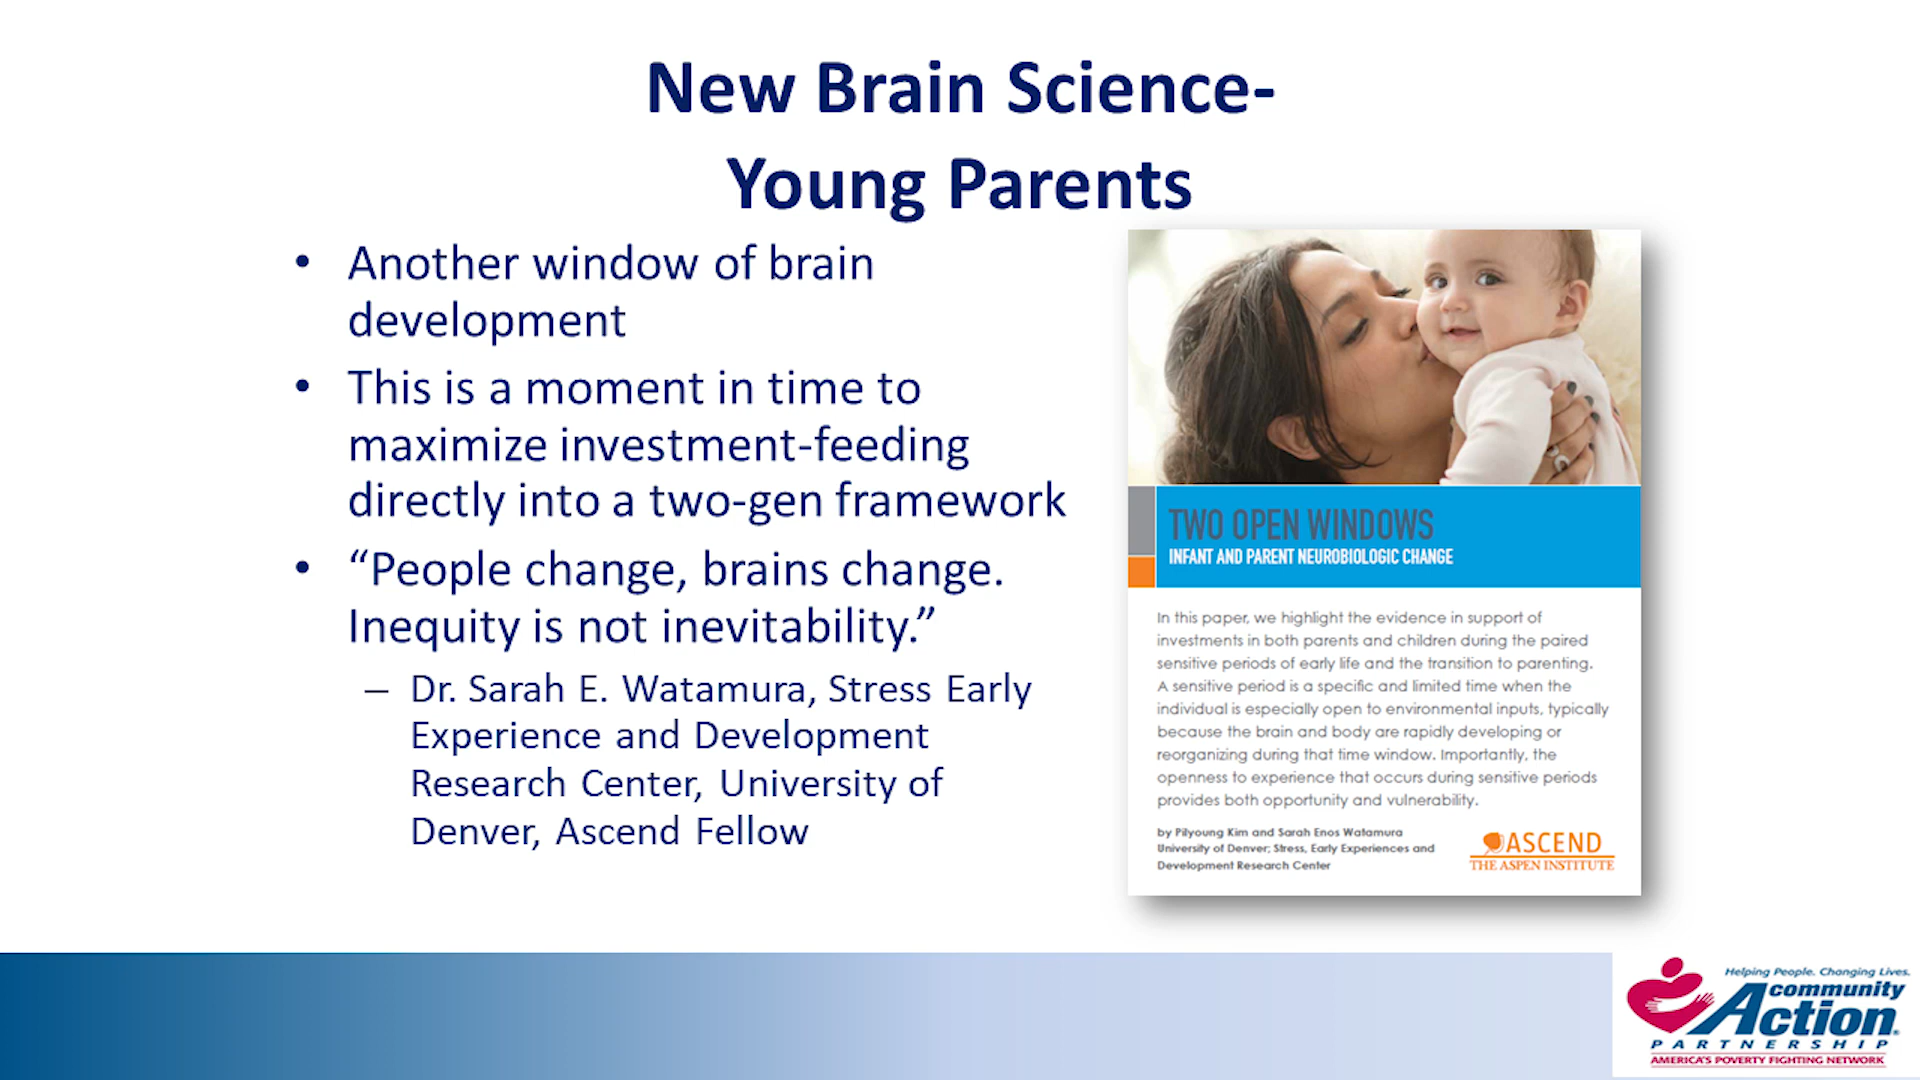 New Brain Science-
Young Parents
• Another window of brain
development
• This is a moment in time to
maximize investment-feeding
directly into a two-gen framework
• “People change, brains change.
Inequity is not inevitability.”
– Dr. Sarah E. Watamura, Stress Early
Experience and Development
Research Center, University of
Denver, Ascend Fellow
TWO OPEN WINDOWS
INFANT AND PARENT NEUROBIOLOGIC CHANGE
In this paper, we highlight the evidence in support of
investments in both parents and children during the paired
sensitive periods of early life and the transition to parenting.
A sensitive period is a specific and limited time when the
individual is especially open to environmental inputs, typically
because the brain and body are rapidly developing or
reorganizing during that time window. Importantly, the
openness to experience that occurs during sensitive periods
provides both opportunity and vulnerability.
by Pilyoung Kim and Sarah Enos Watamura
University of Denver; Stress, Early Experiences and
Development Research Center
ASCEND
THE ASPEN INSTITUTE
Helping People. Changing Lives.
community
Action
PARTNERSHIP
AMERICA'S POVERTY FIGHTING NETWORK